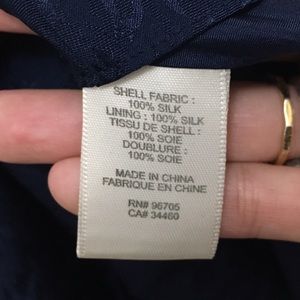 SHELL FABRIC :
100% SILK
LINING : 100% SILK
TISSU DE SHELL :
100% SOIE
DOUBLURE :
100% SOIE
MADE IN CHINA
FABRIQUE EN CHINE
RN# 96705
CA# 34460